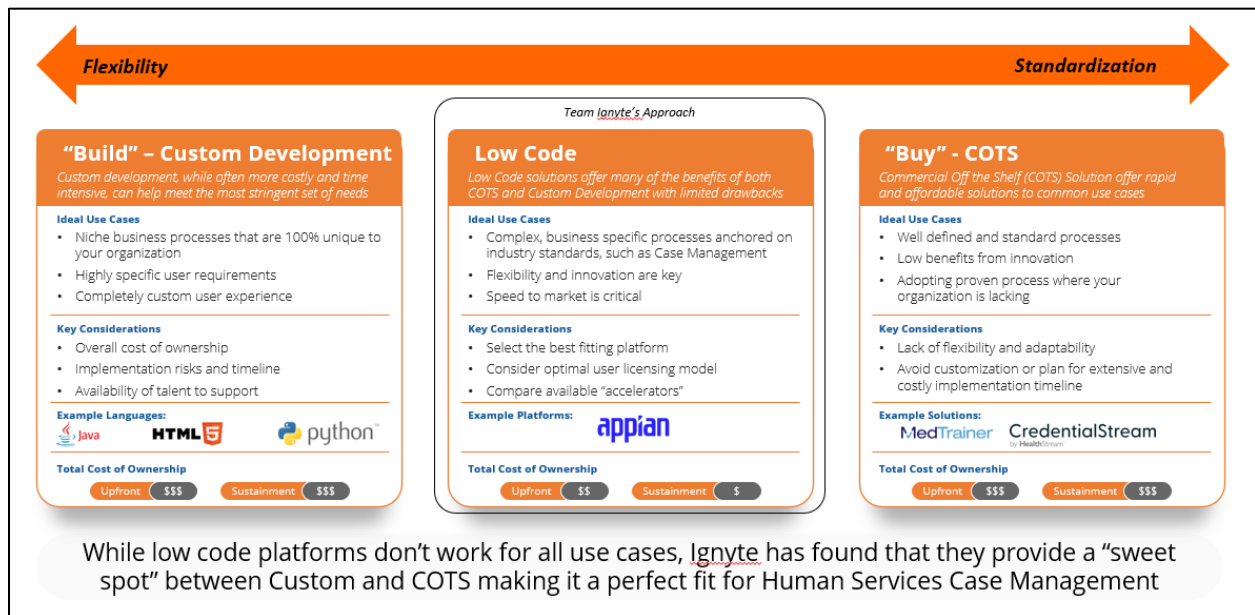 Flexibility
Standardization
Team Ignyte's Approach
“Build” – Custom Development
Custom development, while often more costly and time
intensive, can help meet the most stringent set of needs
Ideal Use Cases
• Niche business processes that are 100% unique to
your organization
• Highly specific user requirements
• Completely custom user experience
Key Considerations
• Overall cost of ownership
• Implementation risks and timeline
• Availability of talent to support
Example Languages:
Java
HTML5
python™
Total Cost of Ownership
Upfront $$$
Sustainment $$$
Low Code
Low Code solutions offer many of the benefits of both
COTS and Custom Development with limited drawbacks
Ideal Use Cases
• Complex, business specific processes anchored on
industry standards, such as Case Management
• Flexibility and innovation are key
• Speed to market is critical
Key Considerations
• Select the best fitting platform
• Consider optimal user licensing model
• Compare available “accelerators”
Example Platforms:
appian
Total Cost of Ownership
Upfront $$
Sustainment $
“Buy” - COTS
Commercial Off the Shelf (COTS) Solution offer rapid
and affordable solutions to common use cases
Ideal Use Cases
• Well defined and standard processes
• Low benefits from innovation
• Adopting proven process where your
organization is lacking
Key Considerations
• Lack of flexibility and adaptability
• Avoid customization or plan for extensive and
costly implementation timeline
Example Solutions:
MedTrainer
CredentialStream
by HealthStream
Total Cost of Ownership
Upfront $$$
Sustainment $$$
While low code platforms don’t work for all use cases, Ignyte has found that they provide a “sweet
spot” between Custom and COTS making it a perfect fit for Human Services Case Management